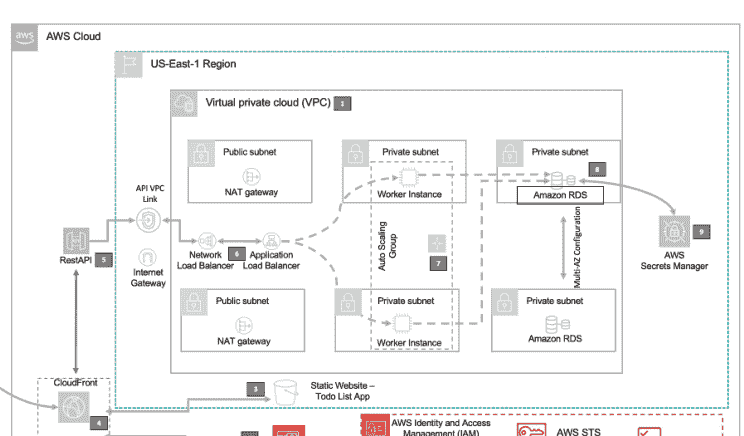 aws
AWS Cloud
US-East-1 Region
Virtual private cloud (VPC)
Public subnet
NAT gateway
Private subnet
Worker Instance
Private subnet
8
Amazon RDS
API VPC
Link
RestAPI
5
Internet
Gateway
Network
Load Balancer
6
Application
Load Balancer
Auto Scaling
Group
7
Multi-AZ Configuration
AWS
Secrets Manager
9
Public subnet
NAT gateway
Private subnet
Worker Instance
Private subnet
Amazon RDS
CloudFront
4
3
Static Website –
Todo List App
AWS Identity and Access
Management (IAM)
AWS STS